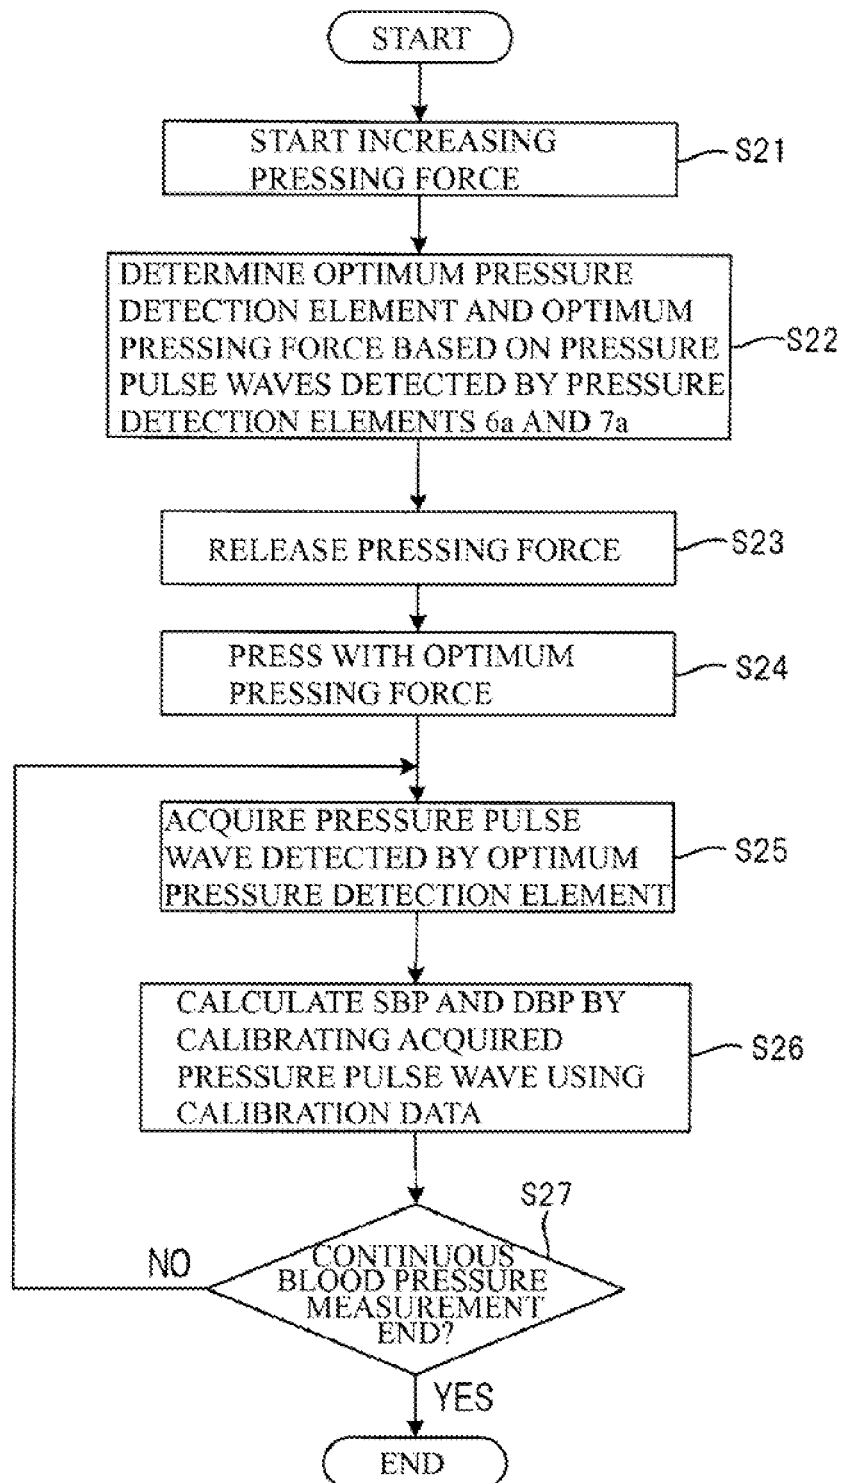 START
START INCREASING
PRESSING FORCE
S21
DETERMINE OPTIMUM PRESSURE
DETECTION ELEMENT AND OPTIMUM
PRESSING FORCE BASED ON PRESSURE
PULSE WAVES DETECTED BY PRESSURE
DETECTION ELEMENTS 6a AND 7a
S22
RELEASE PRESSING FORCE
S23
PRESS WITH OPTIMUM
PRESSING FORCE
S24
ACQUIRE PRESSURE PULSE
WAVE DETECTED BY OPTIMUM
PRESSURE DETECTION ELEMENT
S25
CALCULATE SBP AND DBP BY
CALIBRATING ACQUIRED
PRESSURE PULSE WAVE USING
CALIBRATION DATA
S26
S27
CONTINUOUS
BLOOD PRESSURE
MEASUREMENT
END?
NO
YES
END